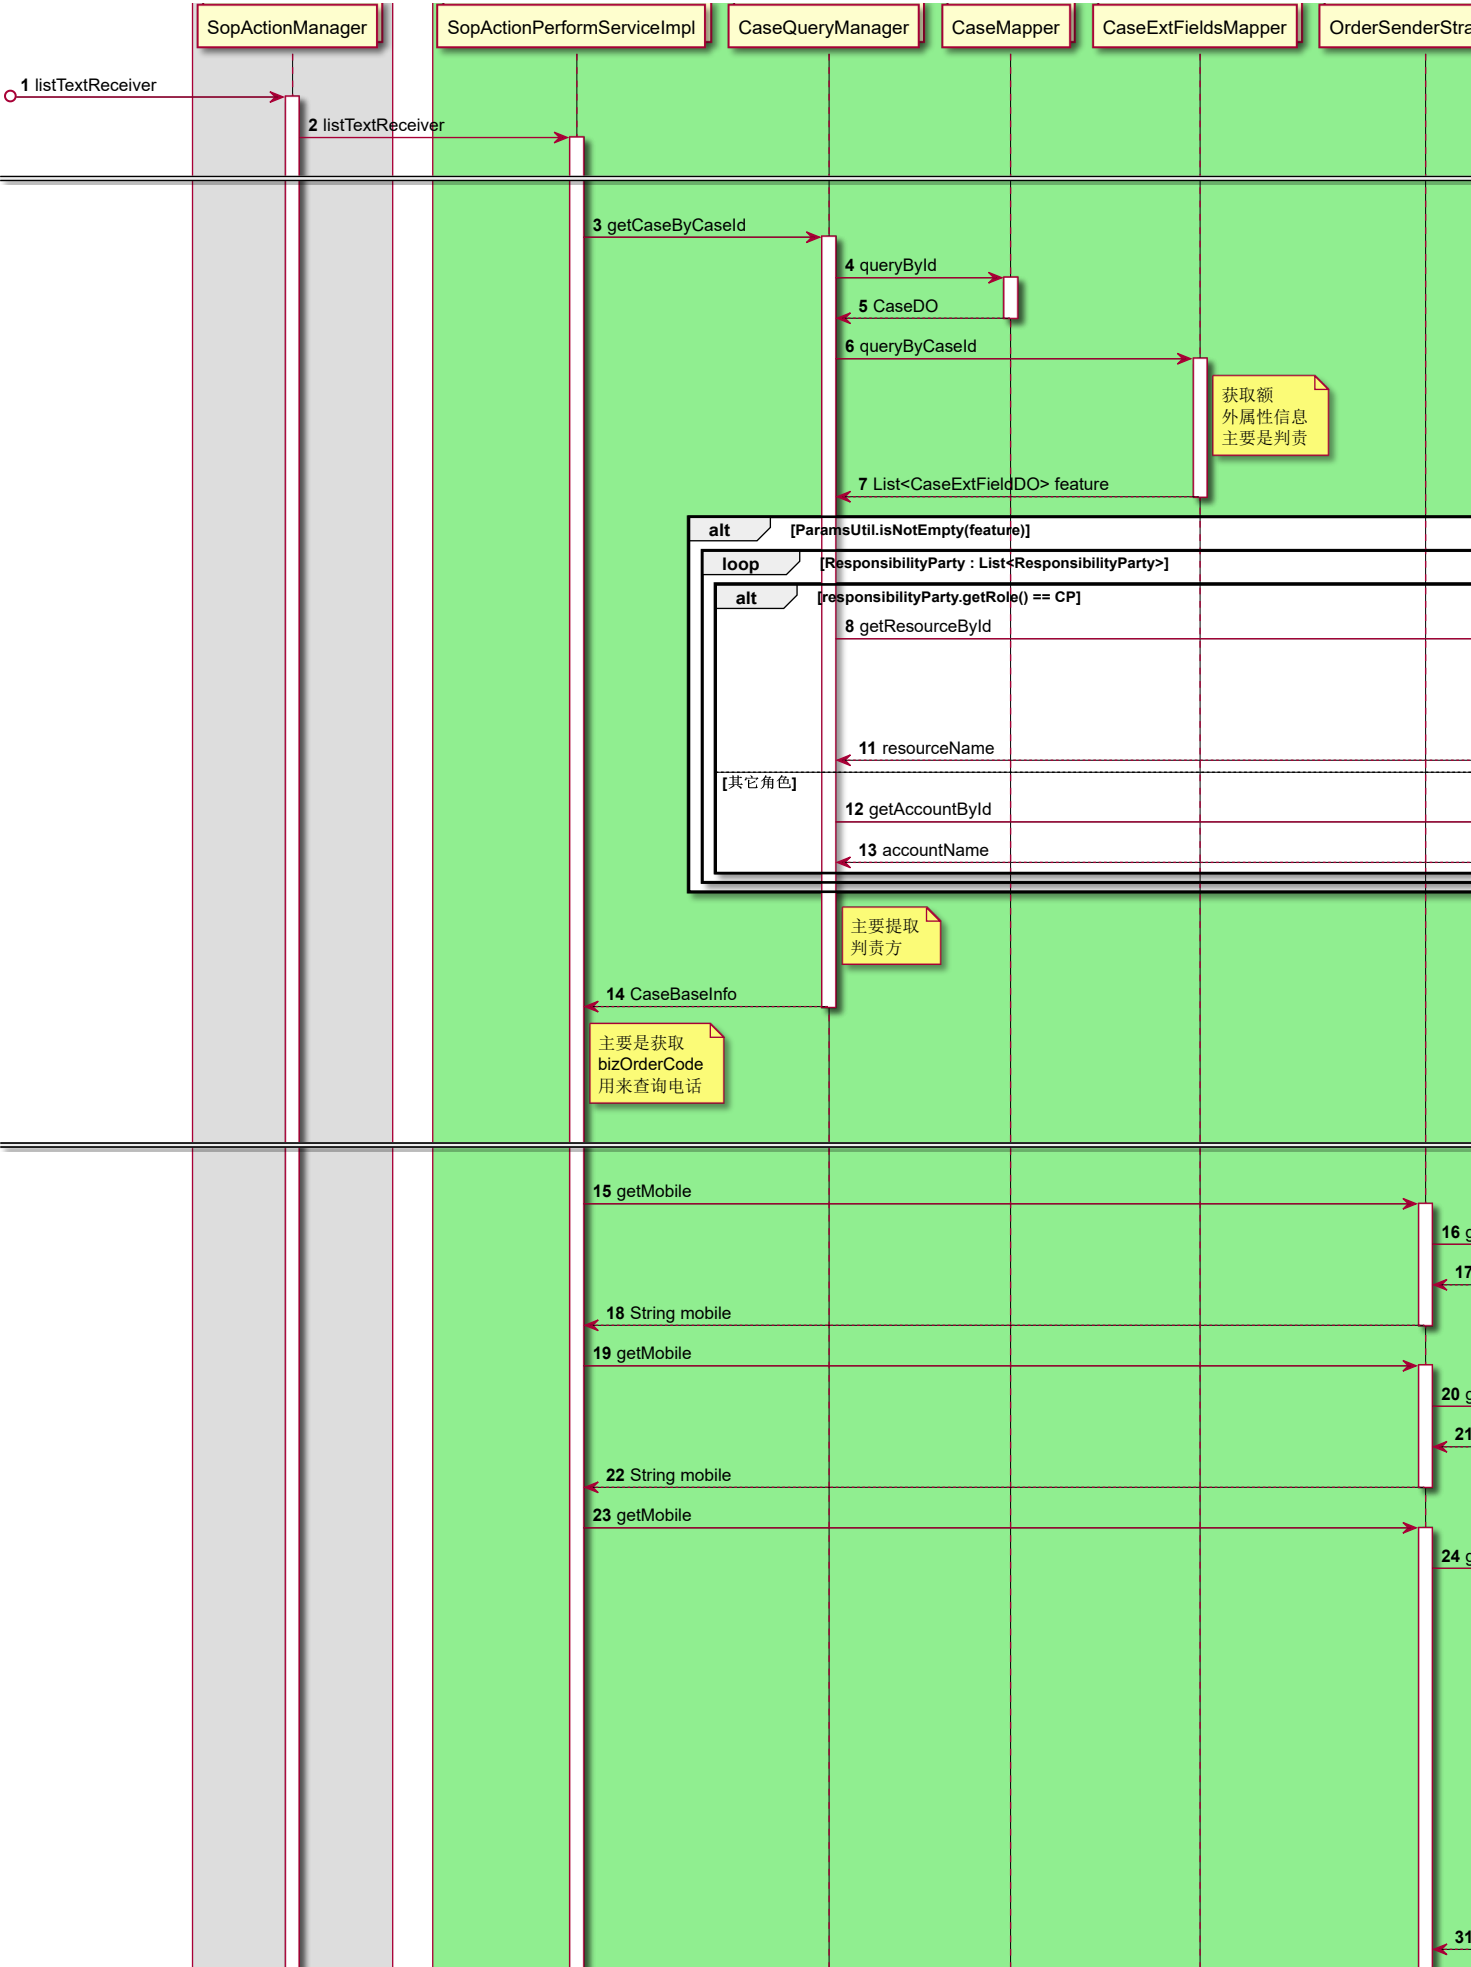 SopActionManager
SopActionPerformServiceImpl
CaseQueryManager
CaseMapper
CaseExtFieldsMapper
OrderSenderStra
1 listTextReceiver
2 listTextReceiver
3 getCaseByCaseId
4 queryById
5 CaseDO
6 queryByCaseId
获取额
外属性信息
主要是判责
7 List<CaseExtFieldDO> feature
alt [ParamsUtil.isNotEmpty(feature)]
loop [ResponsibilityParty : List<ResponsibilityParty>]
alt [responsibilityParty.getRole() == CP]
8 getResourceById
11 resourceName
[其它角色]
12 getAccountById
13 accountName
主要提取
判责方
14 CaseBaseInfo
主要是获取
bizOrderCode
用来查询电话
15 getMobile
16 g
17
18 String mobile
19 getMobile
20 g
21
22 String mobile
23 getMobile
24 g
31